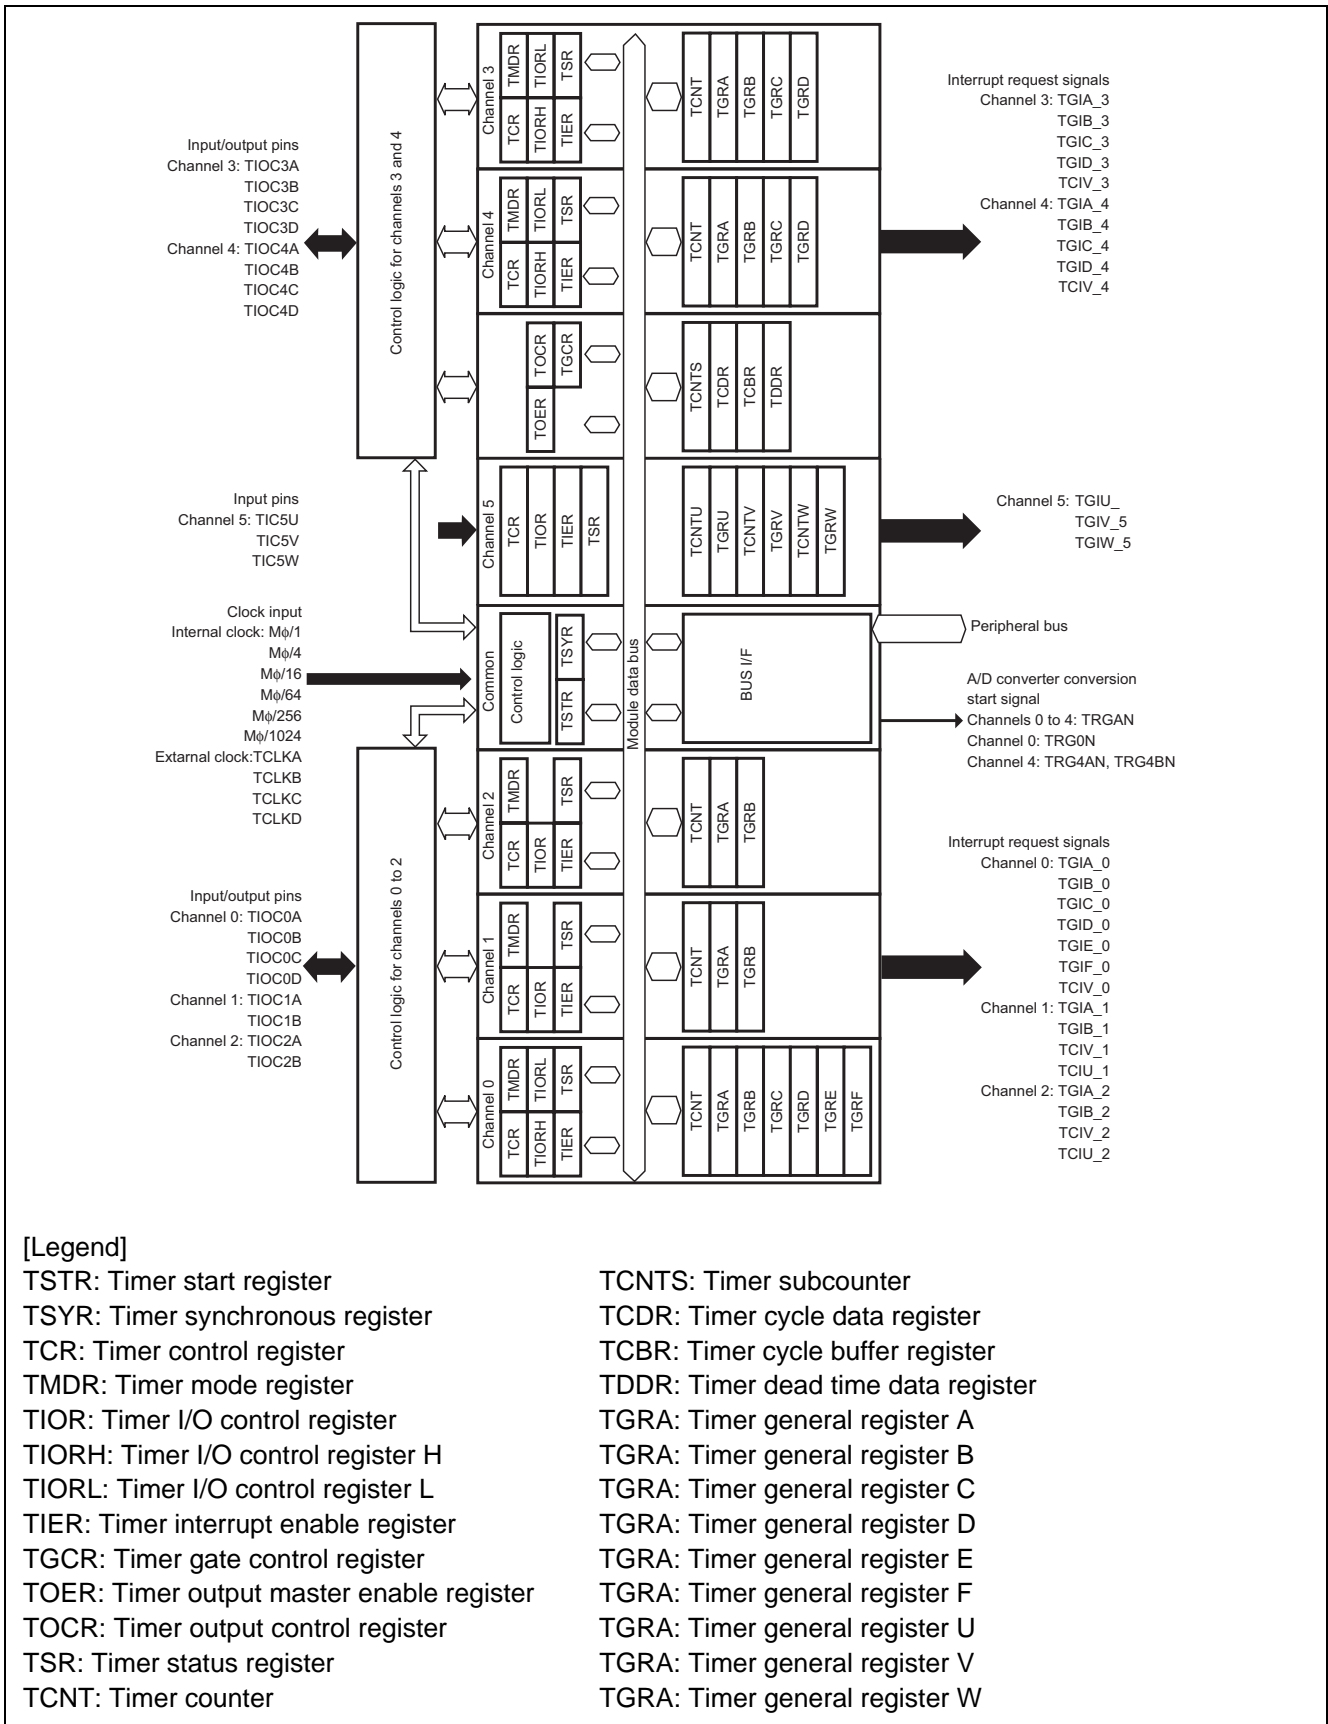 Input/output pins
Channel 3: TIOC3A
TIOC3B
TIOC3C
TIOC3D
Channel 4: TIOC4A
TIOC4B
TIOC4C
TIOC4D
Input pins
Channel 5: TIC5U
TIC5V
TIC5W
Clock input
Internal clock: Mϕ/1
Mϕ/4
Mϕ/16
Mϕ/64
Mϕ/256
Mϕ/1024
Extarnal clock:TCLKA
TCLKB
TCLKC
TCLKD
Input/output pins
Channel 0: TIOC0A
TIOC0B
TIOC0C
TIOC0D
Channel 1: TIOC1A
TIOC1B
Channel 2: TIOC2A
TIOC2B
Control logic for channels 3 and 4
Control logic for channels 0 to 2
Channel 3
TMDR
TIORL
TSR
TCR
TIORH
TIER
TCNT
TGRA
TGRB
TGRC
TGRD
Channel 4
TMDR
TIORL
TSR
TCR
TIORH
TIER
TCNT
TGRA
TGRB
TGRC
TGRD
TOCR
TGCR
TOER
TCNTS
TCDR
TCBR
TDDR
Channel 5
TCR
TIOR
TIER
TSR
TCNTU
TGRU
TCNTV
TGRV
TCNTW
TGRW
Common
Control logic
TSYR
TSTR
Module data bus
BUS I/F
Channel 2
TMDR
TSR
TCR
TIOR
TIER
TCNT
TGRA
TGRB
Channel 1
TMDR
TSR
TCR
TIOR
TIER
TCNT
TGRA
TGRB
Channel 0
TMDR
TIORL
TSR
TCR
TIORH
TIER
TCNT
TGRA
TGRB
TGRC
TGRD
TGRE
TGRF
Interrupt request signals
Channel 3: TGIA_3
TGIB_3
TGIC_3
TGID_3
TCIV_3
Channel 4: TGIA_4
TGIB_4
TGIC_4
TGID_4
TCIV_4
Channel 5: TGIU_
TGIV_5
TGIW_5
Peripheral bus
A/D converter conversion
start signal
Channels 0 to 4: TRGAN
Channel 0: TRG0N
Channel 4: TRG4AN, TRG4BN
Interrupt request signals
Channel 0: TGIA_0
TGIB_0
TGIC_0
TGID_0
TGIE_0
TGIF_0
TCIV_0
Channel 1: TGIA_1
TGIB_1
TCIV_1
TCIU_1
Channel 2: TGIA_2
TGIB_2
TCIV_2
TCIU_2
[Legend]
TSTR: Timer start register
TSYR: Timer synchronous register
TCR: Timer control register
TMDR: Timer mode register
TIOR: Timer I/O control register
TIORH: Timer I/O control register H
TIORL: Timer I/O control register L
TIER: Timer interrupt enable register
TGCR: Timer gate control register
TOER: Timer output master enable register
TOCR: Timer output control register
TSR: Timer status register
TCNT: Timer counter
TCNTS: Timer subcounter
TCDR: Timer cycle data register
TCBR: Timer cycle buffer register
TDDR: Timer dead time data register
TGRA: Timer general register A
TGRA: Timer general register B
TGRA: Timer general register C
TGRA: Timer general register D
TGRA: Timer general register E
TGRA: Timer general register F
TGRA: Timer general register U
TGRA: Timer general register V
TGRA: Timer general register W